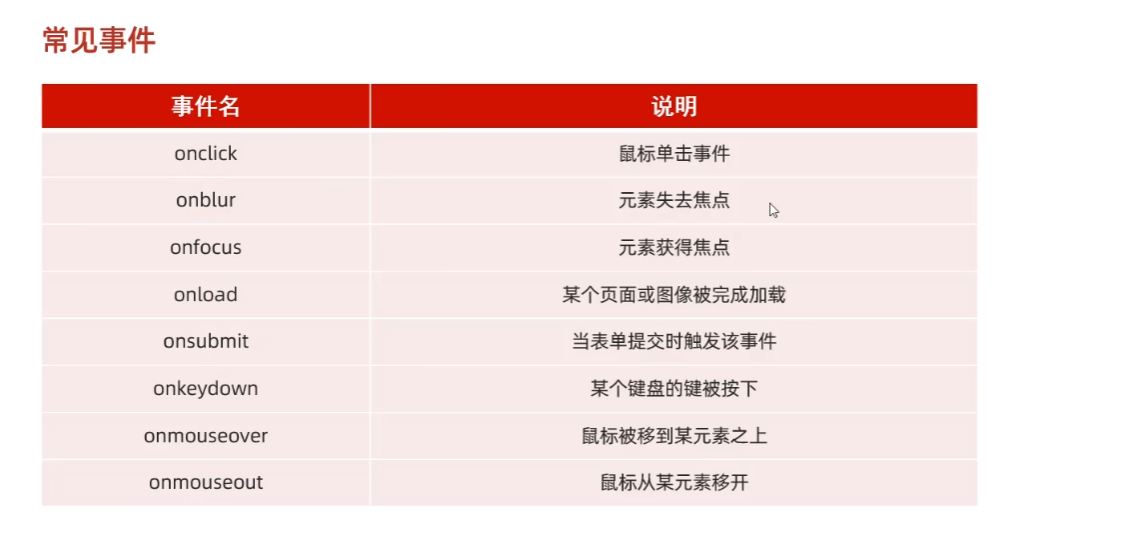 常见事件
事件名 说明
onclick 鼠标单击事件
onblur 元素失去焦点
onfocus 元素获得焦点
onload 某个页面或图像被完成加载
onsubmit 当表单提交时触发该事件
onkeydown 某个键盘的键被按下
onmouseover 鼠标被移到某元素之上
onmouseout 鼠标从某元素移开